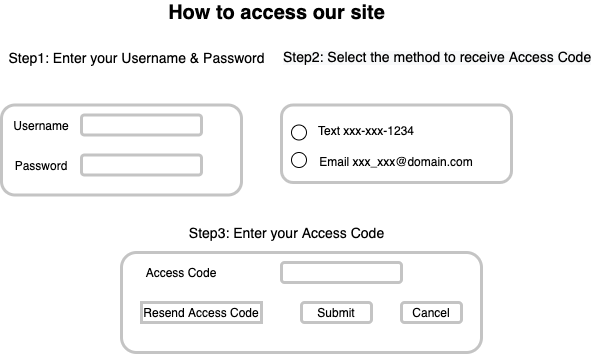 How to access our site
Step1: Enter your Username & Password
Step2: Select the method to receive Access Code
Username
Password
Text xxx-xxx-1234
Email xxx_xxx@domain.com
Step3: Enter your Access Code
Access Code
Resend Access Code
Submit
Cancel